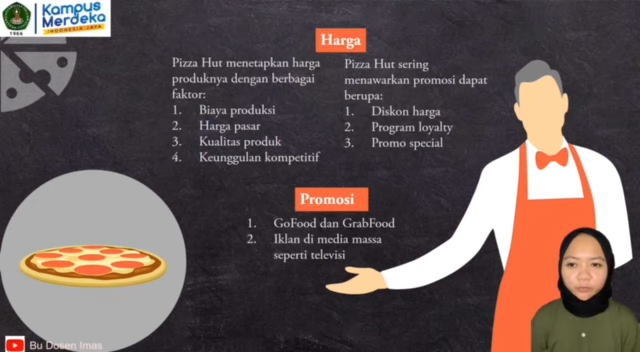 Kampus
Merdeka
INDONESIA JAYA
1966
Harga
Pizza Hut menetapkan harga
produknya dengan berbagai
faktor:
1. Biaya produksi
2. Harga pasar
3. Kualitas produk
4. Keunggulan kompetitif
Pizza Hut sering
menawarkan promosi dapat
berupa:
1. Diskon harga
2. Program loyalty
3. Promo special
Promosi
1. GoFood dan GrabFood
2. Iklan di media massa
seperti televisi
Bu Dosen Imas